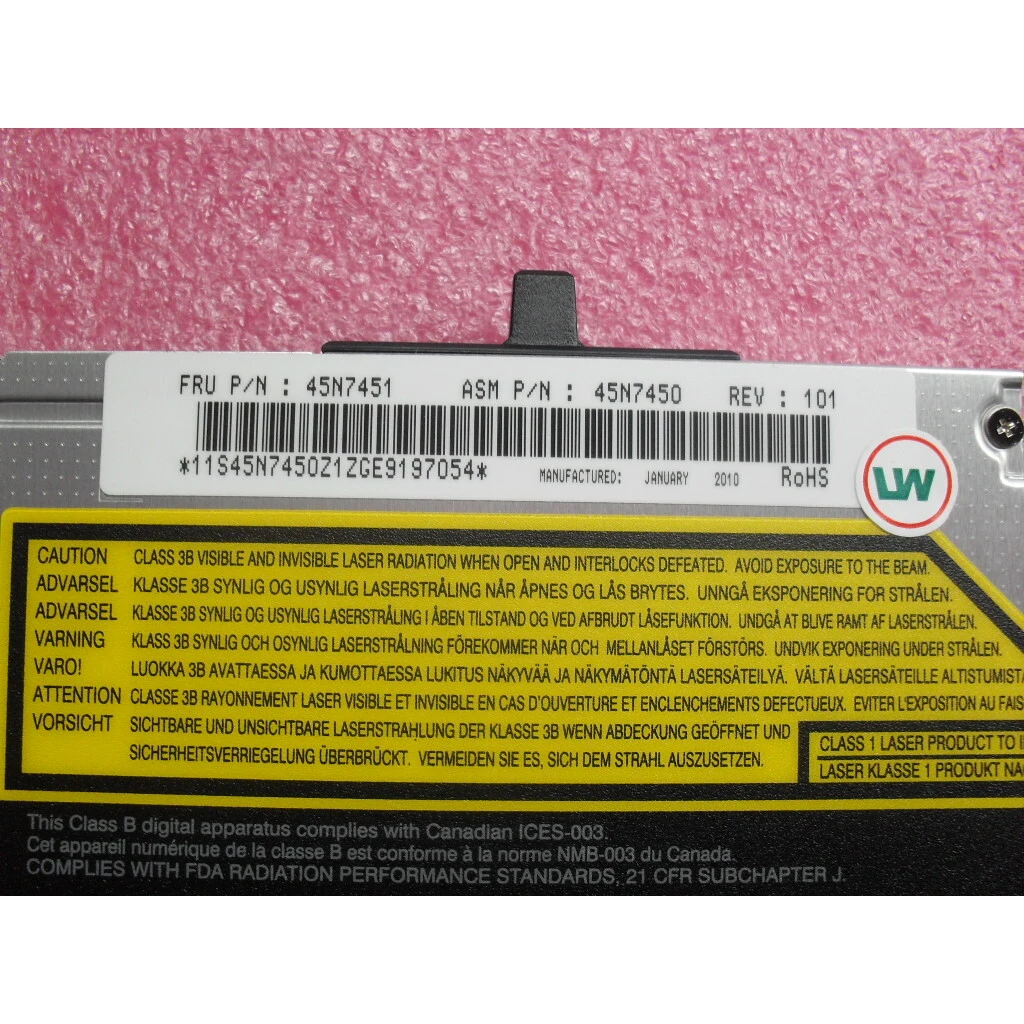 FRU P/N : 45N7451 ASM P/N : 45N7450 REV : 101
*11S45N7450Z1ZGE9197054* MANUFACTURED: JANUARY 2010 RoHS
LW
CAUTION CLASS 3B VISIBLE AND INVISIBLE LASER RADIATION WHEN OPEN AND INTERLOCKS DEFEATED. AVOID EXPOSURE TO THE BEAM.
ADVARSEL KLASSE 3B SYNLIG OG USYNLIG LASERSTRÅLING NÅR ÅPNES OG LÅS BRYTES. UNNGÅ EKSPONERING FOR STRÅLEN.
ADVARSEL KLASSE 3B SYNLIG OG USYNLIG LASERSTRÅLING I ÅBEN TILSTAND OG VED AFBRUDT LÅSEFUNKTION. UNDGÅ AT BLIVE RAMT AF LASERSTRÅLEN.
VARNING KLASS 3B SYNLIG OCH OSYNLIG LASERSTRÅLNING FÖREKOMMER NÄR OCH MELLANLÅSET FÖRSTÖRS. UNDVIK EXPONERING UNDER STRÅLEN.
VARO! LUOKKA 3B AVATTAESSA JA KUMOTTAESSA LUKITUS NÄKYVÄÄ JA NÄKYMÄTÖNTÄ LASERSÄTEILYÄ. VÄLTÄ LASERSÄTEILLE ALTISTUMISTA
ATTENTION CLASSE 3B RAYONNEMENT LASER VISIBLE ET INVISIBLE EN CAS D'OUVERTURE ET ENCLENCHEMENTS DEFECTUEUX. EVITER L'EXPOSITION AU FAIS
VORSICHT SICHTBARE UND UNSICHTBARE LASERSTRAHLUNG DER KLASSE 3B WENN ABDECKUNG GEÖFFNET UND
SICHERHEITSVERRIEGELUNG ÜBERBRÜCKT. VERMEIDEN SIE ES, SICH DEM STRAHL AUSZUSETZEN.
CLASS 1 LASER PRODUCT TO
LASER KLASSE 1 PRODUKT
This Class B digital apparatus complies with Canadian ICES-003.
Cet appareil numérique de la classe B est conforme à la norme NMB-003 du Canada.
COMPLIES WITH FDA RADIATION PERFORMANCE STANDARDS, 21 CFR SUBCHAPTER J.